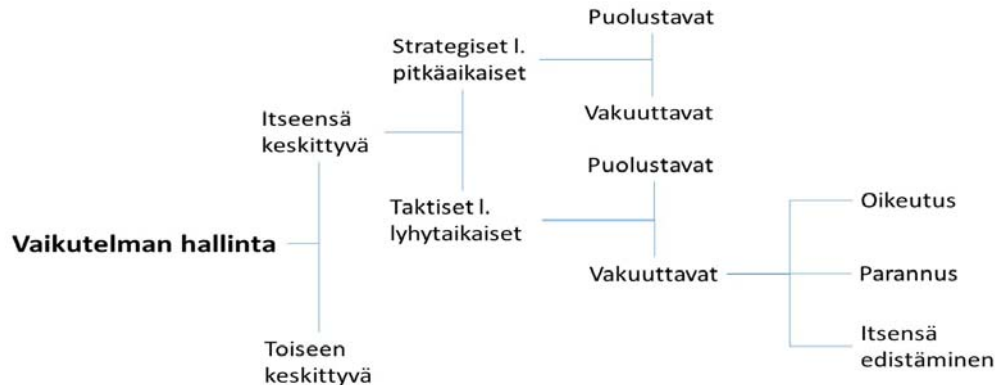 Puolustavat
Strategiset l.
pitkäaikaiset
Vakuuttavat
Itseensä
keskittyvä
Puolustavat
Taktiset l.
lyhytaikaiset
Oikeutus
Vaikutelman hallinta
Vakuuttavat
Parannus
Itsensä
edistäminen
Toiseen
keskittyvä